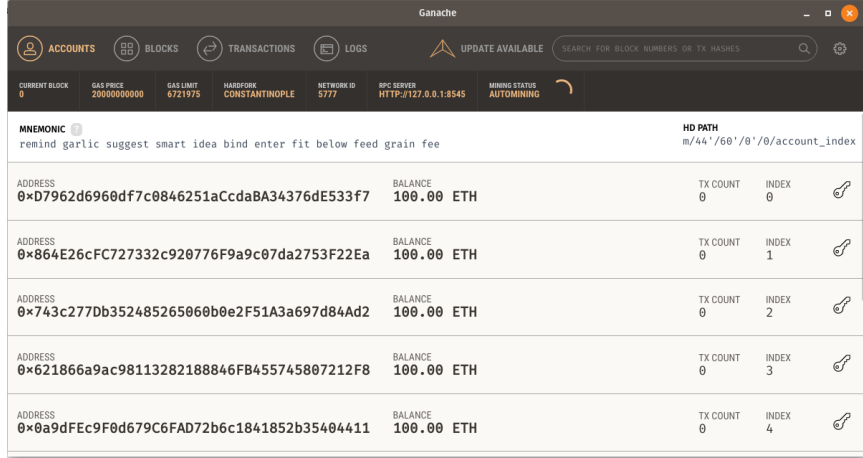 Ganache
ACCOUNTS BLOCKS TRANSACTIONS LOGS UPDATE AVAILABLE SEARCH FOR BLOCK NUMBERS OR TX HASHES
CURRENT BLOCK GAS PRICE GAS LIMIT HARDFORK NETWORK ID RPC SERVER MINING STATUS
0 20000000000 6721975 CONSTANTINOPLE 5777 HTTP://127.0.0.1:8545 AUTOMINING
MNEMONIC ? HD PATH
remind garlic suggest smart idea bind enter fit below feed grain fee m/44'/60'/0'/0/account_index
ADDRESS BALANCE TX COUNT INDEX
0×D7962d6960df7c0846251aCcdaBA34376dE533f7 100.00 ETH 0 0
ADDRESS BALANCE TX COUNT INDEX
0×864E26cFC727332c920776F9a9c07da2753F22Ea 100.00 ETH 0 1
ADDRESS BALANCE TX COUNT INDEX
0×743c277Db352485265060b0e2F51A3a697d84Ad2 100.00 ETH 0 2
ADDRESS BALANCE TX COUNT INDEX
0×621866a9ac98113282188846FB455745807212F8 100.00 ETH 0 3
ADDRESS BALANCE TX COUNT INDEX
0×0a9dFEc9F0d679C6FAD72b6c1841852b35404411 100.00 ETH 0 4